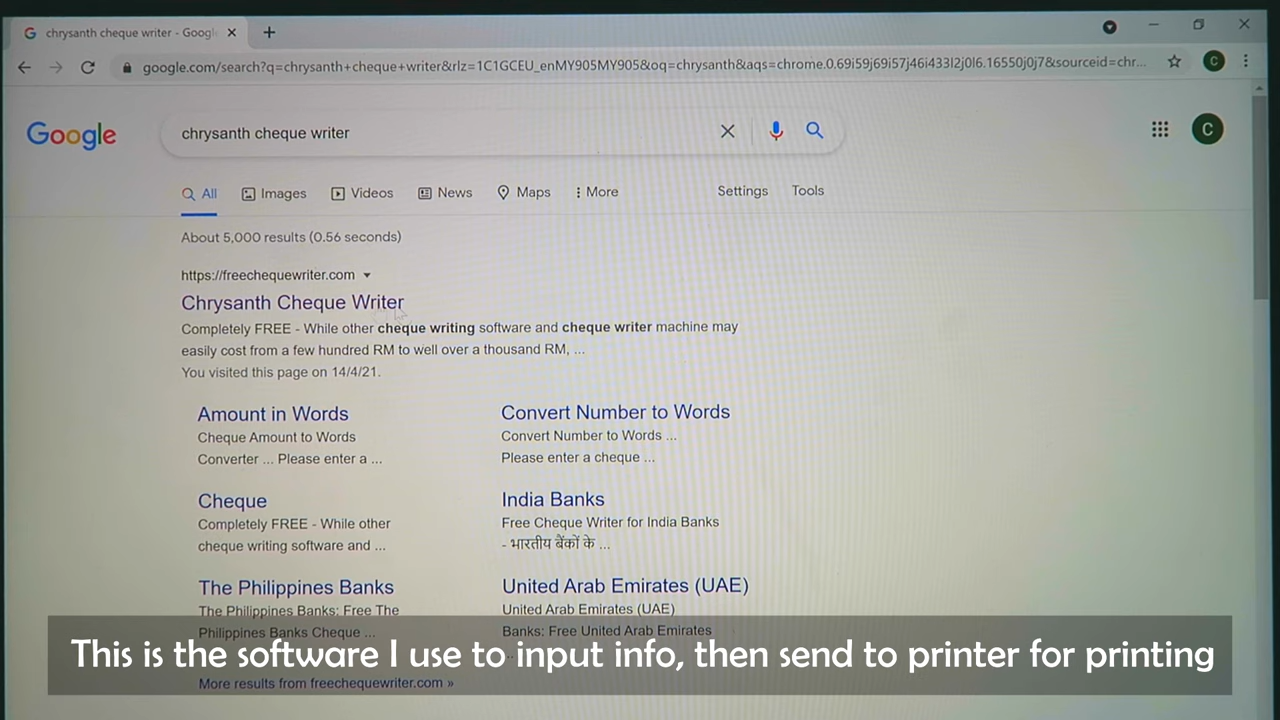 chrysanth cheque writer - Googl
google.com/search?q=chrysanth+cheque+writer&rlz=1C1GCEU_enMY905MY905&oq=chrysanth&aqs=chrome.0.69i59j69i57j46i433l2j0l6.16550j0j7&sourceid=chr...
C
Google
chrysanth cheque writer
C
All Images Videos News Maps More Settings Tools
About 5,000 results (0.56 seconds)
https://freechequewriter.com
Chrysanth Cheque Writer
Completely FREE - While other cheque writing software and cheque writer machine may
easily cost from a few hundred RM to well over a thousand RM, ...
You visited this page on 14/4/21.
Amount in Words
Cheque Amount to Words
Converter ... Please enter a ...
Convert Number to Words
Convert Number to Words ...
Please enter a cheque ...
Cheque
Completely FREE - While other
cheque writing software and ...
India Banks
Free Cheque Writer for India Banks
- भारतीय बैंकों के ...
The Philippines Banks
The Philippines Banks: Free The
Philippines Banks Cheque ...
United Arab Emirates (UAE)
United Arab Emirates (UAE)
Banks: Free United Arab Emirates
This is the software I use to input info, then send to printer for printing
More results from freechequewriter.com »